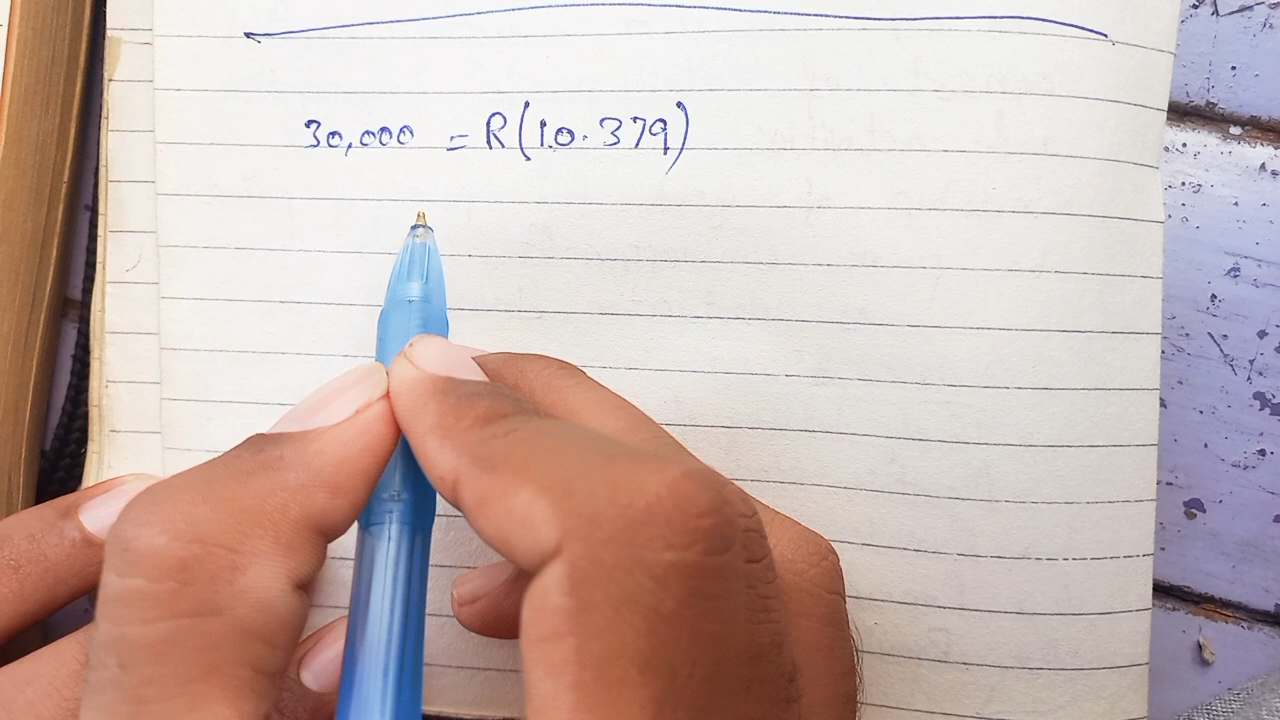 30,000 = R(10.379)